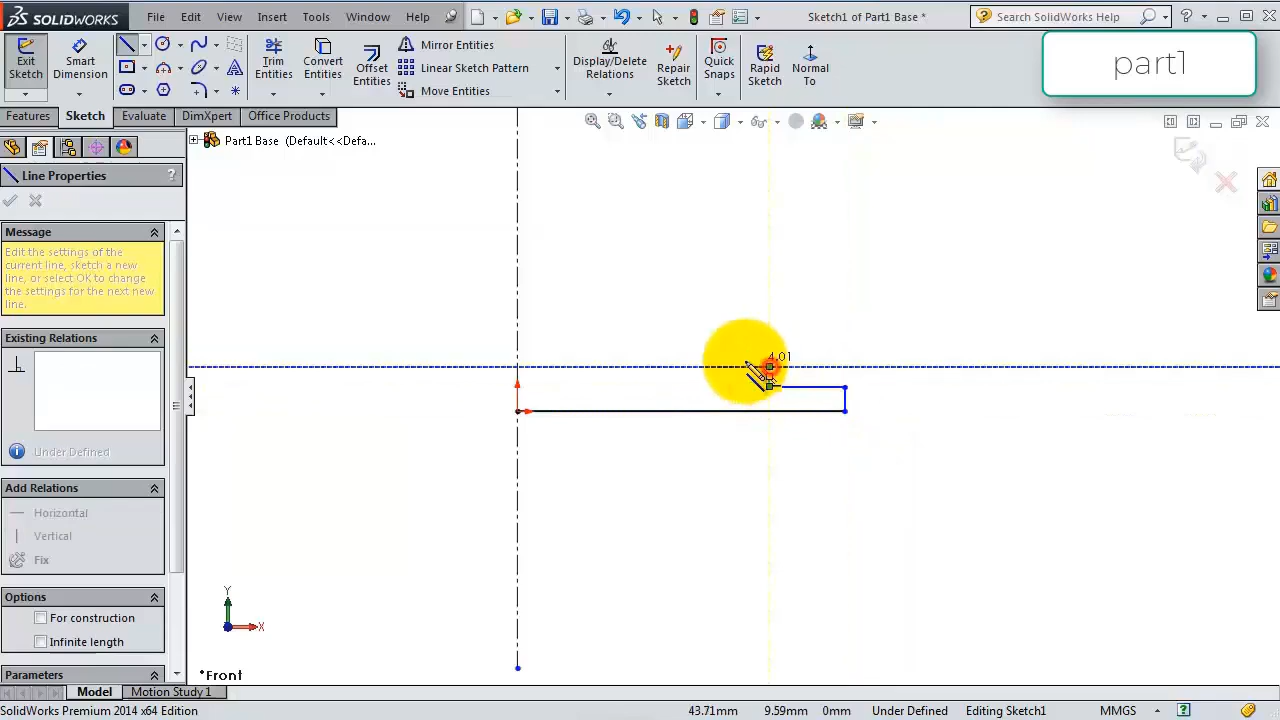 SOLIDWORKS File Edit View Insert Tools Window Help Sketch1 of Part1 Base * Search SolidWorks Help
part1
Exit Sketch Smart Dimension Trim Entities Convert Entities Offset Entities Mirror Entities Display/Delete Relations Repair Sketch Quick Snaps Rapid Sketch Normal To
Linear Sketch Pattern
Move Entities
Features Sketch Evaluate DimXpert Office Products
Part1 Base (Default<<Defa...
Line Properties ?
Message
Edit the settings of the
current line, sketch a new
line, or select OK to change
the settings for the next new
line.
Existing Relations
4.01
Under Defined
Add Relations
Horizontal
Vertical
Fix
Options
For construction
Infinite length
Parameters
Y
X
*Front
Model Motion Study 1
SolidWorks Premium 2014 x64 Edition 43.71mm 9.59mm 0mm Under Defined Editing Sketch1 MMGS